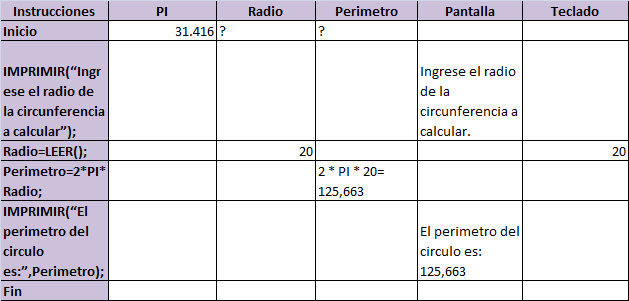 Instrucciones PI Radio Perimetro Pantalla Teclado
Inicio 31.416 ? ?
IMPRIMIR(“Ingr
ese el radio de
la circunferencia
a calcular”);
Ingrese el radio
de la
circunferencia a
calcular.
Radio=LEER(); 20 20
Perimetro=2*PI*
Radio;
2 * PI * 20=
125,663
IMPRIMIR(“El
perimetro del
circulo
es:”,Perimetro);
El perimetro del
circulo es:
125,663
Fin